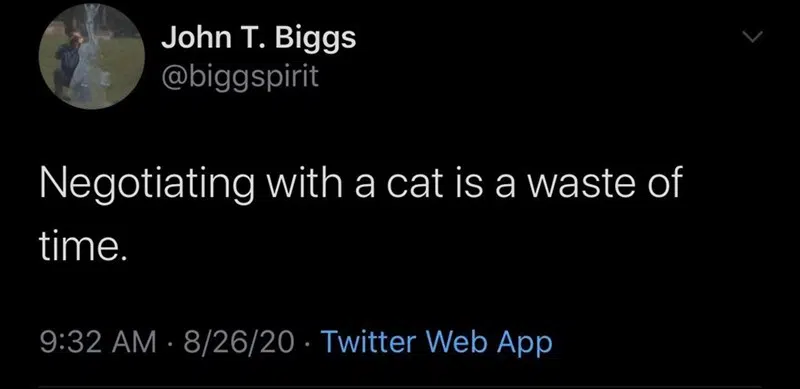 John T. Biggs
@biggspirit
Negotiating with a cat is a waste of
time.
9:32 AM · 8/26/20 · Twitter Web App